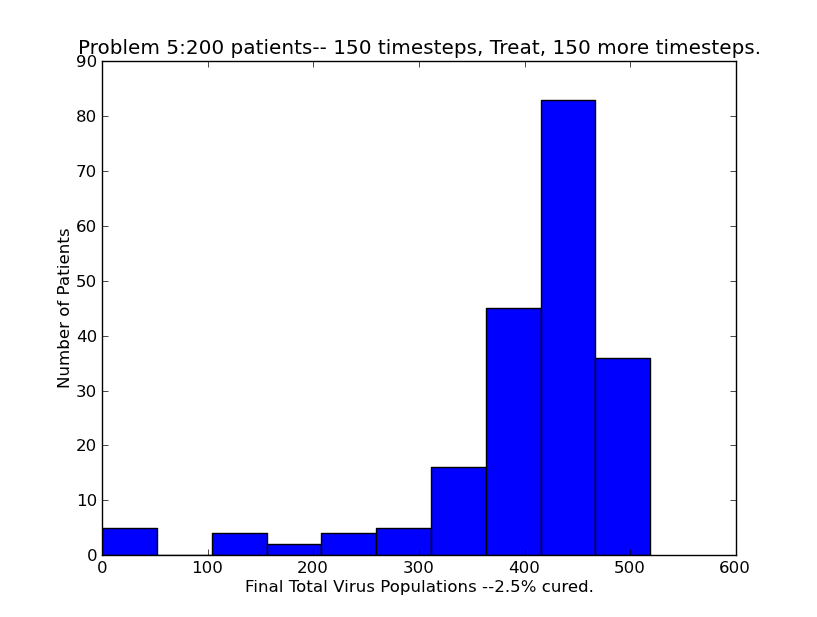 Problem 5:200 patients-- 150 timesteps, Treat, 150 more timesteps.
90
80
70
60
50
40
30
20
10
0
Number of Patients
0 100 200 300 400 500 600
Final Total Virus Populations --2.5% cured.